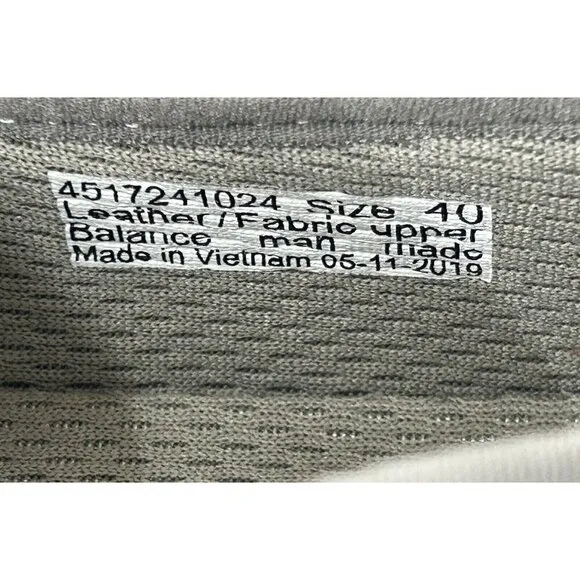 4517241024 Size 40
Leather/Fabric upper
Balance man made
Made in Vietnam 05-11-2019